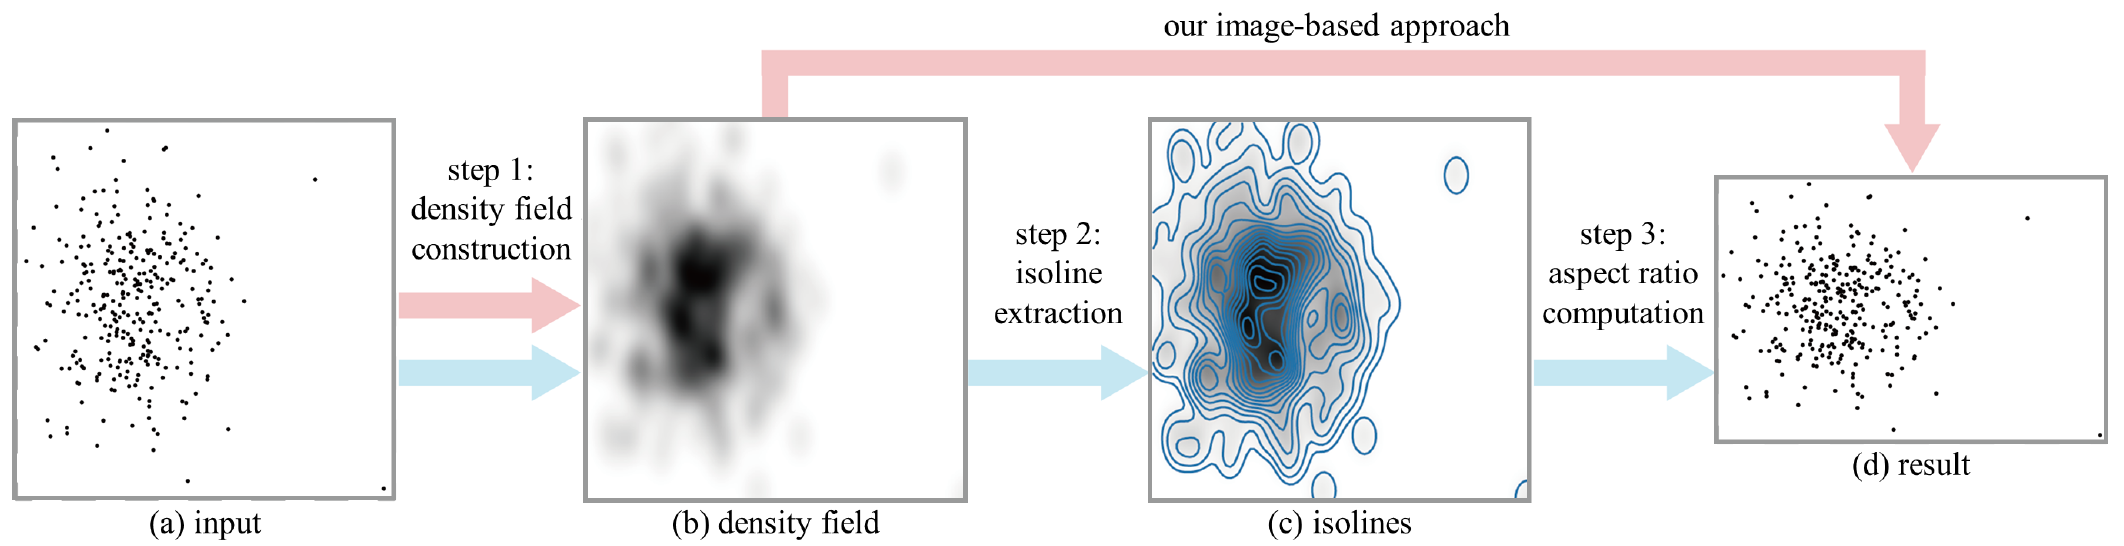 our image-based approach
step 1:
density field
construction
step 2:
isoline
extraction
step 3:
aspect ratio
computation
(a) input
(b) density field
(c) isolines
(d) result